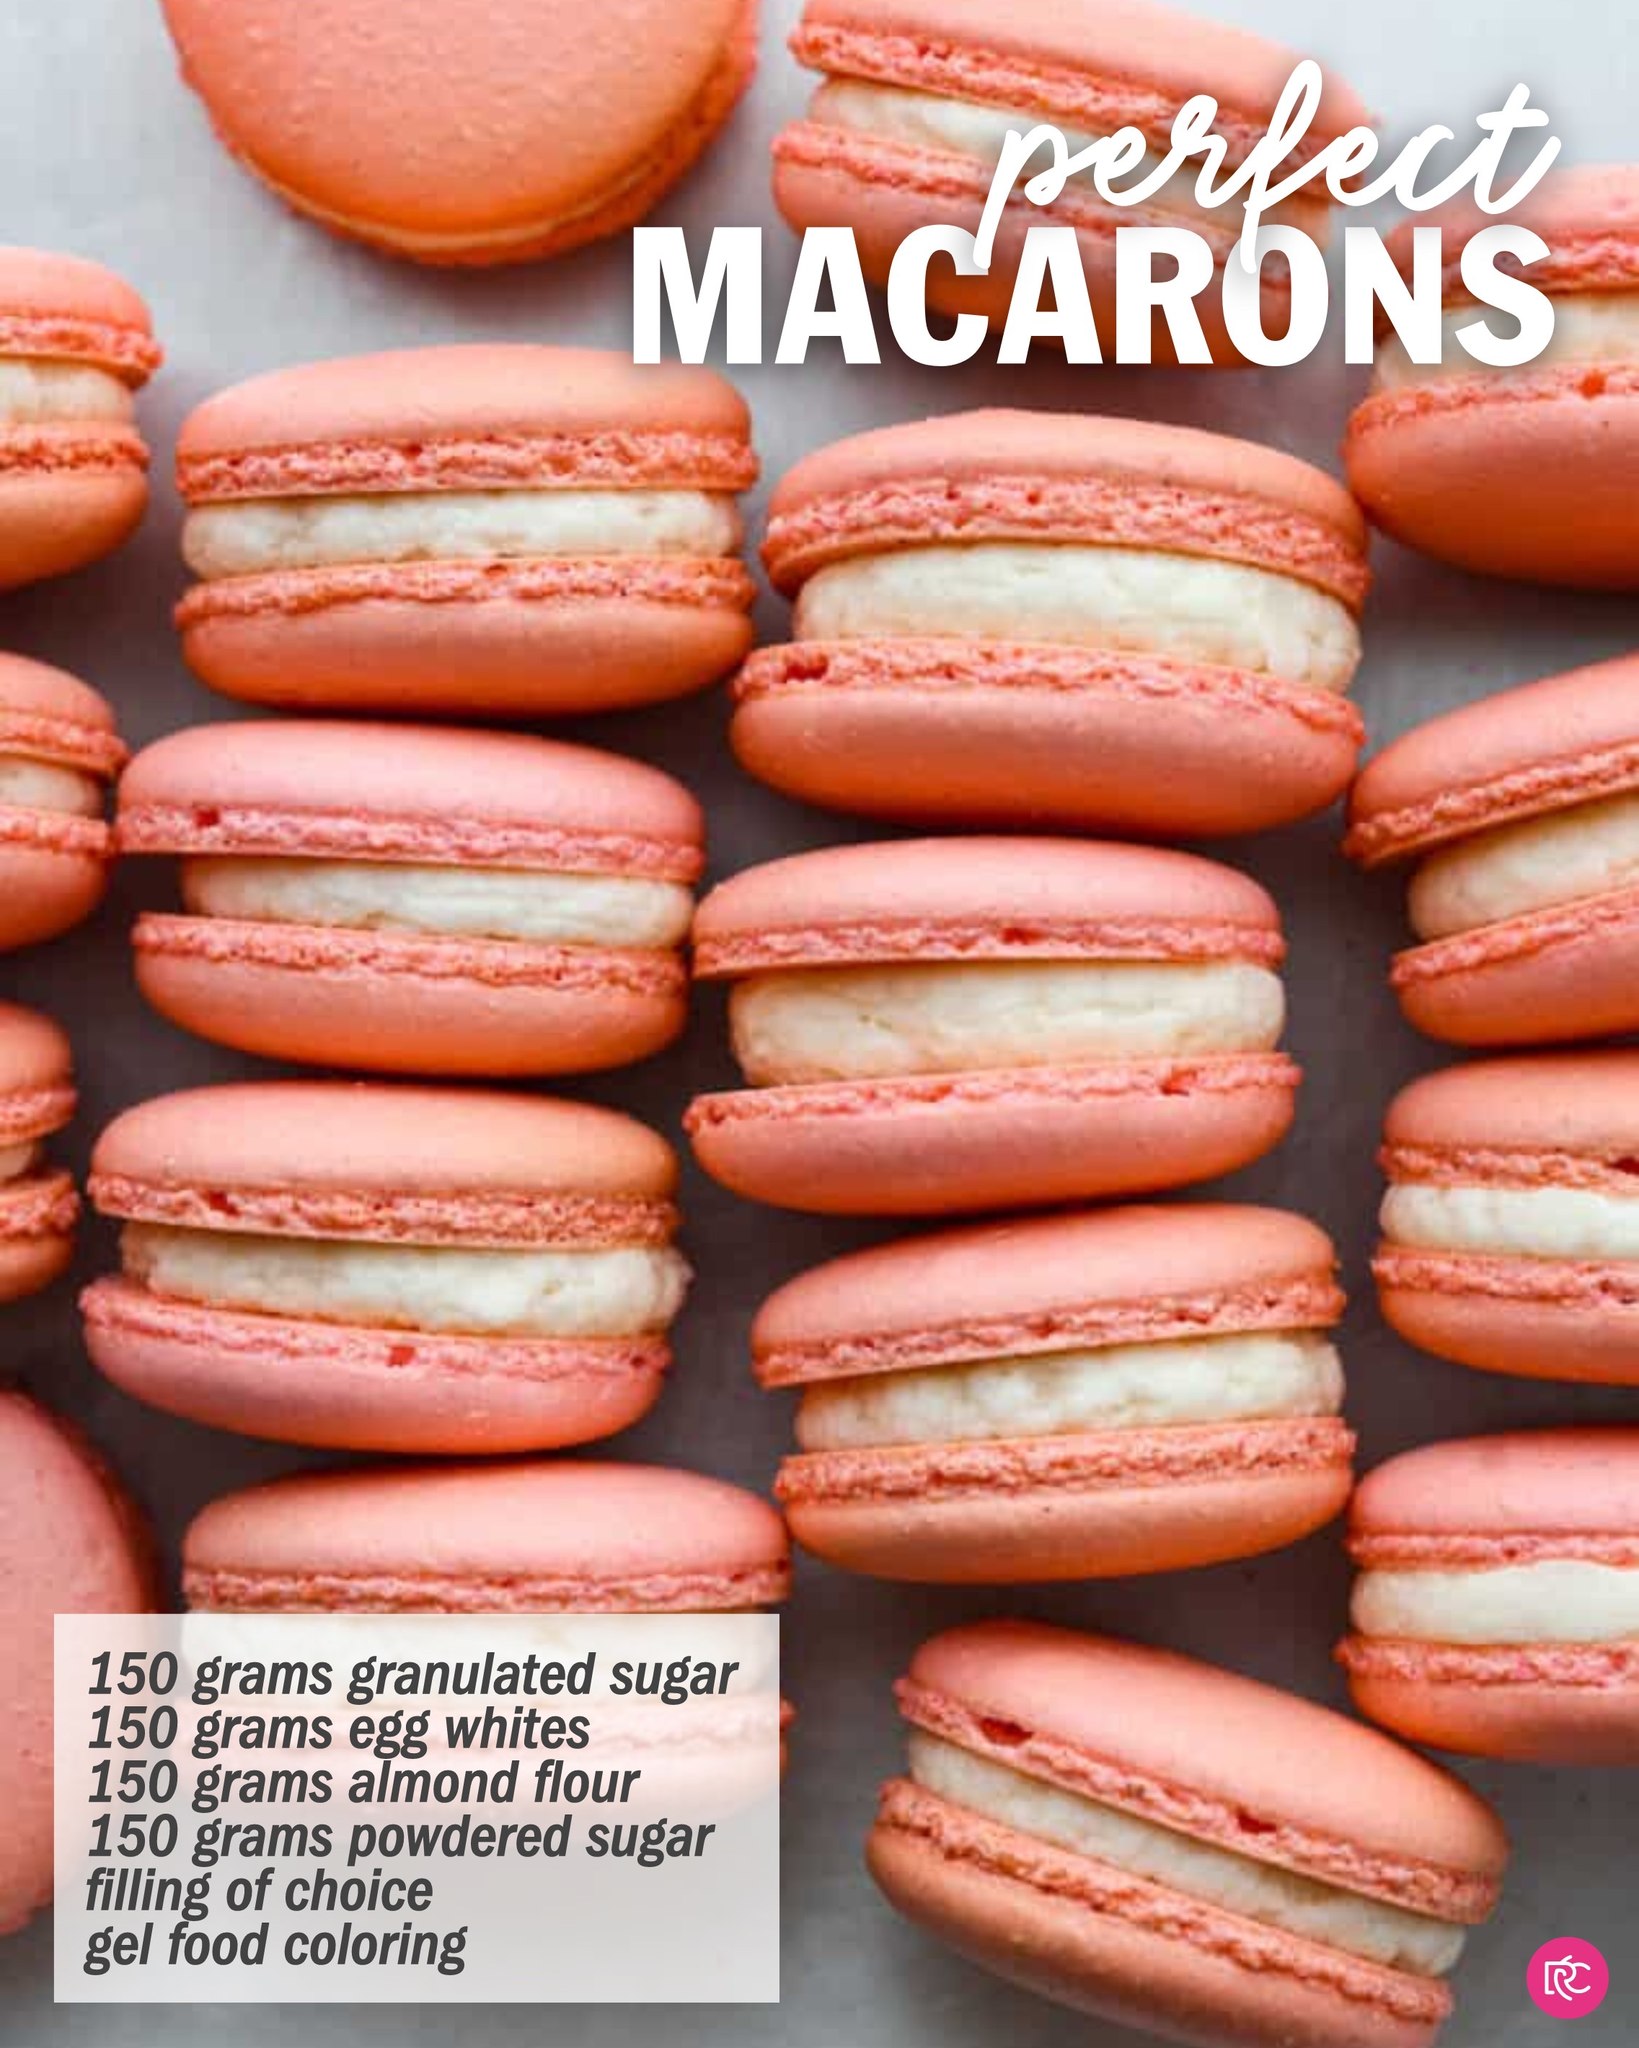 perfect
MACARONS
150 grams granulated sugar
150 grams egg whites
150 grams almond flour
150 grams powdered sugar
filling of choice
gel food coloring